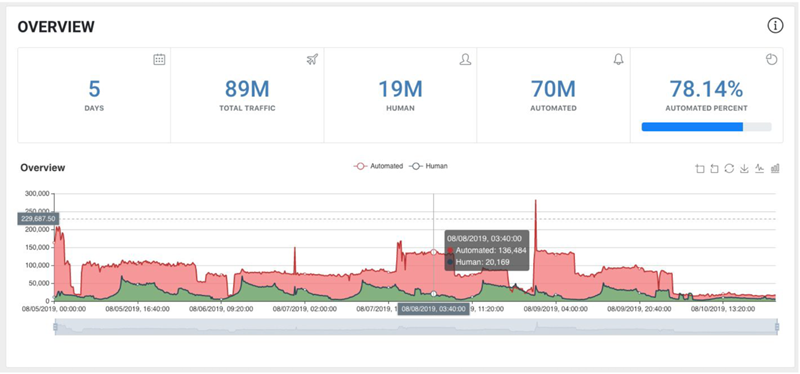 OVERVIEW
5
DAYS
89M
TOTAL TRAFFIC
19M
HUMAN
70M
AUTOMATED
78.14%
AUTOMATED PERCENT
Overview
Automated Human
300,000
250,000
229,687.50
200,000
150,000
100,000
50,000
0
08/08/2019, 03:40:00
Automated: 136,484
Human: 20,169
08/05/2019, 00:00:00 08/05/2019, 16:40:00 08/06/2019, 09:20:00 08/07/2019, 02:00:00 08/07/2019, 1 08/08/2019, 03:40:00 , 11:20:00 08/09/2019, 04:00:00 08/09/2019, 20:40:00 08/10/2019, 13:20:00